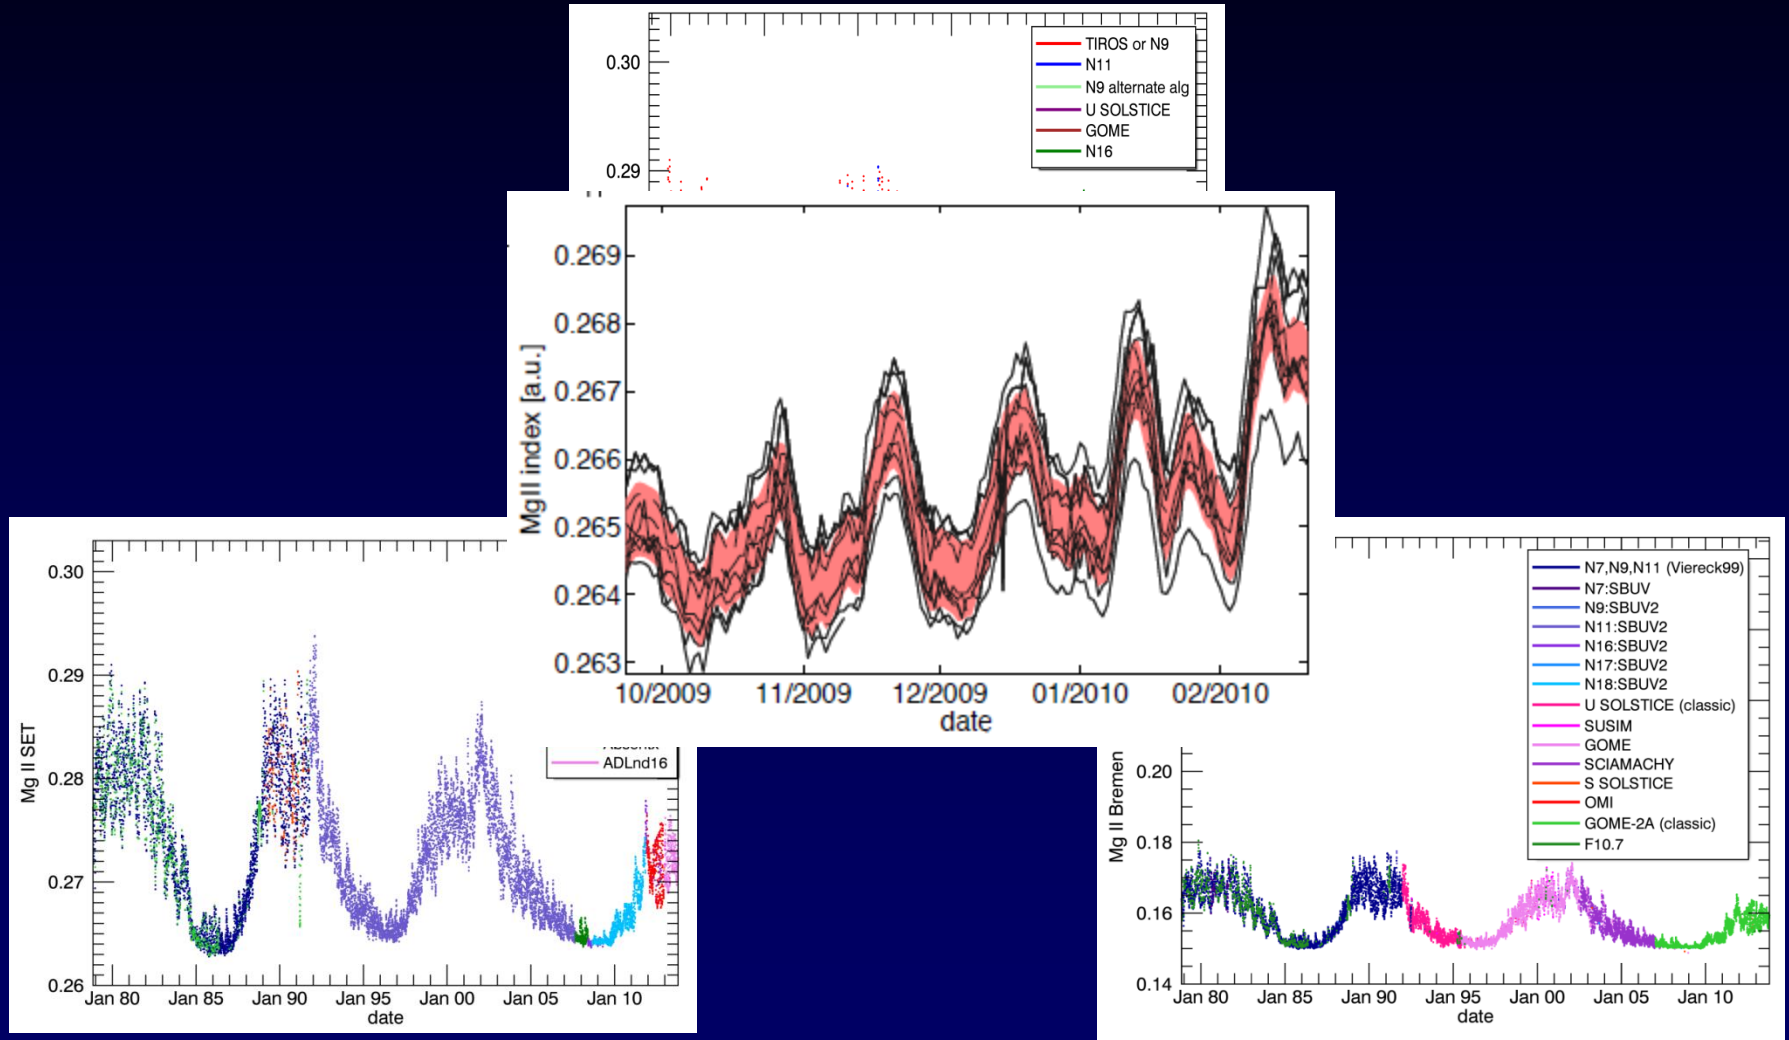 0.30
0.29
TIROS or N9
N11
N9 alternate alg
U SOLSTICE
GOME
N16
0.269
0.268
0.267
0.266
0.265
0.264
0.263
MgII index [a.u.]
10/2009 11/2009 12/2009 01/2010 02/2010
date
0.30
0.29
0.28
0.27
0.26
Mg II SET
ADLnd16
Jan 80 Jan 85 Jan 90 Jan 95 Jan 00 Jan 05 Jan 10
date
N7,N9,N11 (Viereck99)
N7:SBUV
N9:SBUV2
N11:SBUV2
N16:SBUV2
N17:SBUV2
N18:SBUV2
U SOLSTICE (classic)
SUSIM
GOME
SCIAMACHY
S SOLSTICE
OMI
GOME-2A (classic)
F10.7
0.20
0.18
0.16
0.14
Mg II Bremen
Jan 80 Jan 85 Jan 90 Jan 95 Jan 00 Jan 05 Jan 10
date